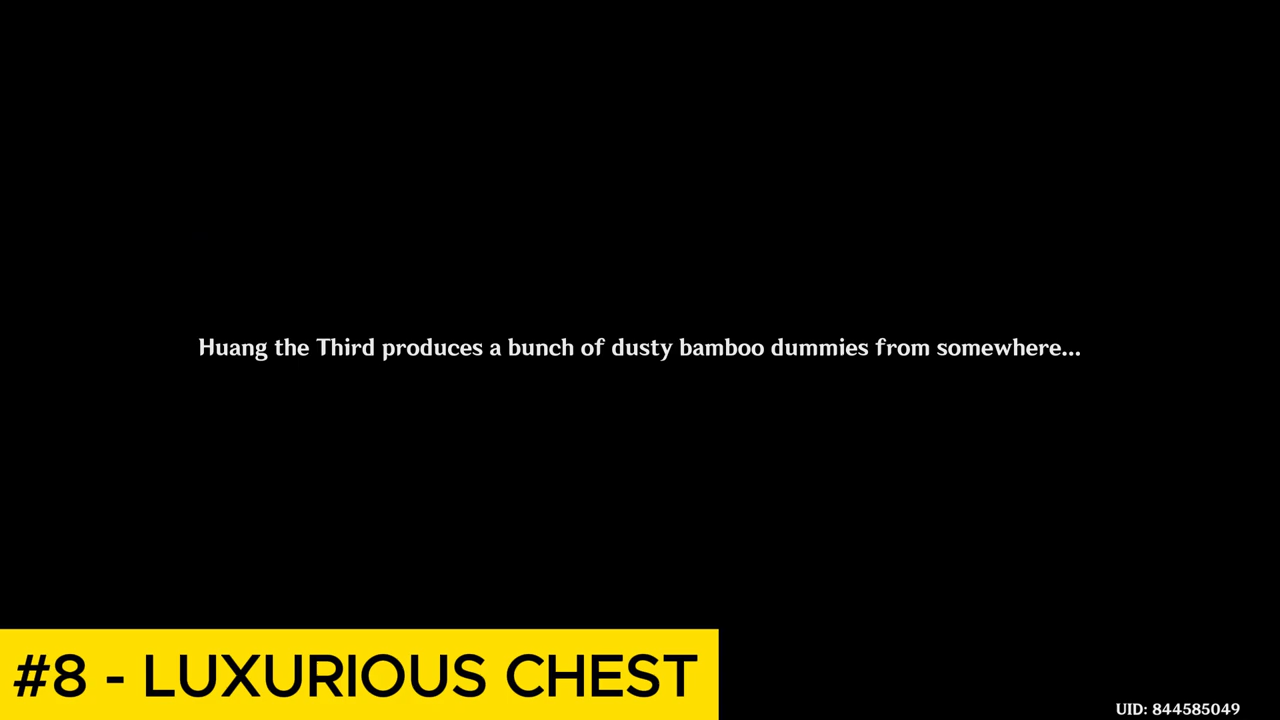 Huang the Third produces a bunch of dusty bamboo dummies from somewhere...
#8 - LUXURIOUS CHEST
UID: 844585049